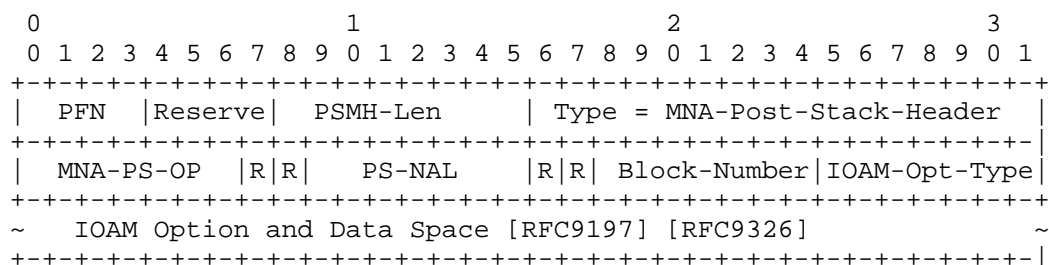 0                   1                   2                   3
 0 1 2 3 4 5 6 7 8 9 0 1 2 3 4 5 6 7 8 9 0 1 2 3 4 5 6 7 8 9 0 1
+-+-+-+-+-+-+-+-+-+-+-+-+-+-+-+-+-+-+-+-+-+-+-+-+-+-+-+-+-+-+-+-+
|  PFN  |Reserve|  PSMH-Len     | Type = MNA-Post-Stack-Header  |
+-+-+-+-+-+-+-+-+-+-+-+-+-+-+-+-+-+-+-+-+-+-+-+-+-+-+-+-+-+-+-+-|
|  MNA-PS-OP  |R|R|   PS-NAL    |R|R| Block-Number|IOAM-Opt-Type|
+-+-+-+-+-+-+-+-+-+-+-+-+-+-+-+-+-+-+-+-+-+-+-+-+-+-+-+-+-+-+-+-+
~   IOAM Option and Data Space [RFC9197] [RFC9326]              ~
+-+-+-+-+-+-+-+-+-+-+-+-+-+-+-+-+-+-+-+-+-+-+-+-+-+-+-+-+-+-+-+-|